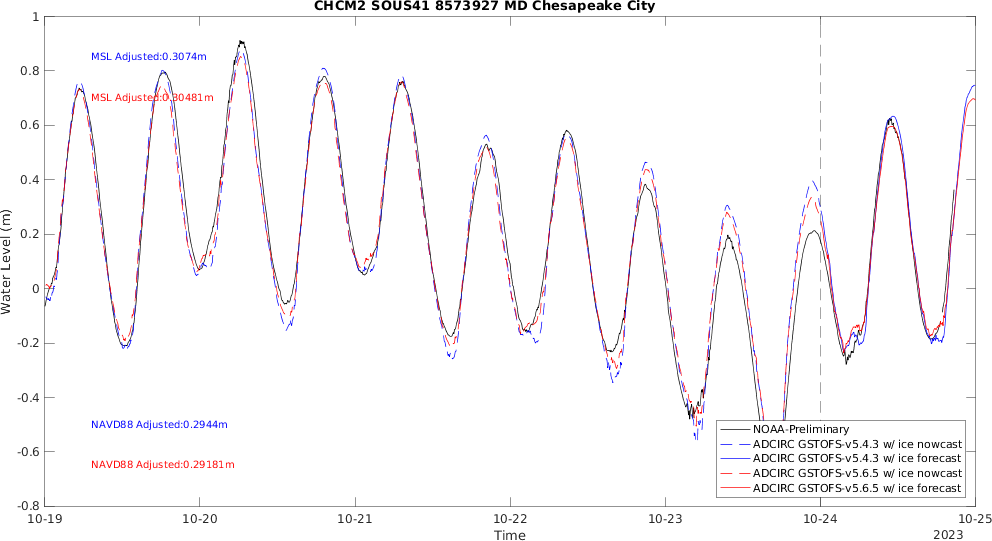 CHCM2 SOUS41 8573927 MD Chesapeake City
1
0.8
0.6
0.4
0.2
0
-0.2
-0.4
-0.6
-0.8
Water Level (m)
MSL Adjusted:0.3074m
MSL Adjusted:0.30481m
NAVD88 Adjusted:0.2944m
NAVD88 Adjusted:0.29181m
NOAA-Preliminary
ADCIRC GSTOFS-v5.4.3 w/ ice nowcast
ADCIRC GSTOFS-v5.4.3 w/ ice forecast
ADCIRC GSTOFS-v5.6.5 w/ ice nowcast
ADCIRC GSTOFS-v5.6.5 w/ ice forecast
10-19 10-20 10-21 10-22 10-23 10-24 10-25
Time
2023